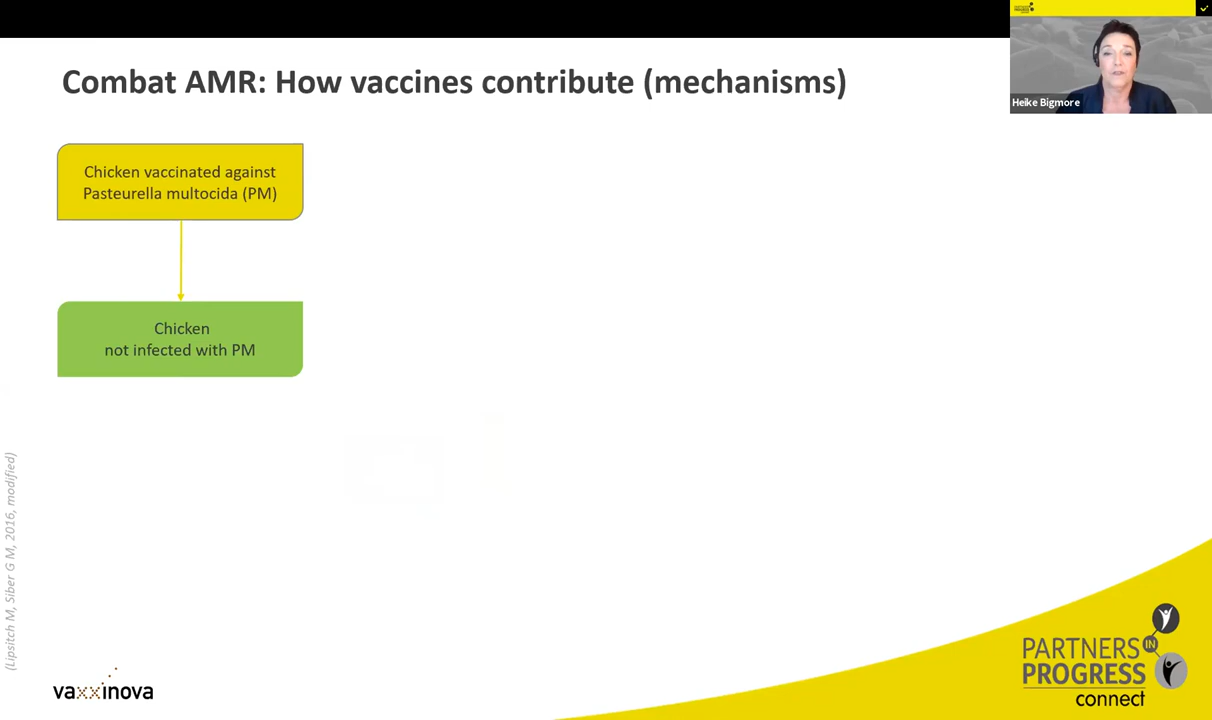 Combat AMR: How vaccines contribute (mechanisms)
Heike Bigmore
Chicken vaccinated against
Pasteurella multocida (PM)
Chicken
not infected with PM
(Lipsitch M, Siber G M, 2016, modified)
vaxxinova
PARTNERS IN
PROGRESS
connect